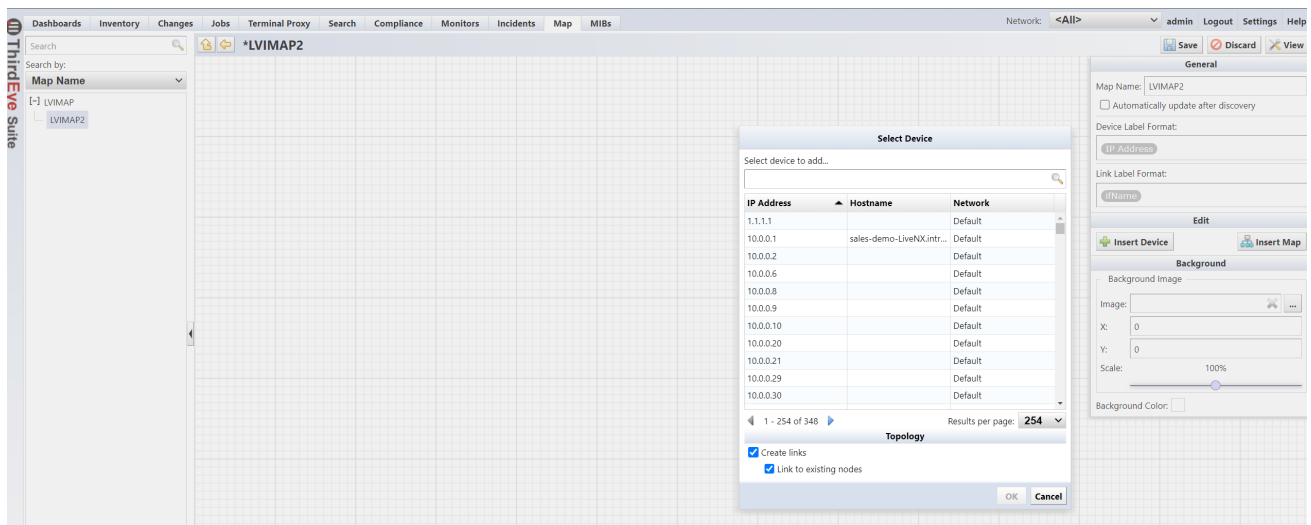 ThirdEye Suite
Dashboards Inventory Changes Jobs Terminal Proxy Search Compliance Monitors Incidents Map MIBs
Network: <All> admin Logout Settings Help
Search
Search by:
Map Name
[-] LVIMAP
LVIMAP2
*LVIMAP2
Save Discard View
General
Map Name: LVIMAP2
Automatically update after discovery
Device Label Format:
IP Address
Link Label Format:
ifName
Edit
Insert Device Insert Map
Background
Background Image
Image: ...
X: 0
Y: 0
Scale: 100%
Background Color:
Select Device
Select device to add...
IP Address Hostname Network
1.1.1.1 Default
10.0.0.1 sales-demo-LiveNX.intr... Default
10.0.0.2 Default
10.0.0.6 Default
10.0.0.8 Default
10.0.0.9 Default
10.0.0.10 Default
10.0.0.20 Default
10.0.0.21 Default
10.0.0.29 Default
10.0.0.30 Default
1 - 254 of 348 Results per page: 254
Topology
Create links
Link to existing nodes
OK Cancel